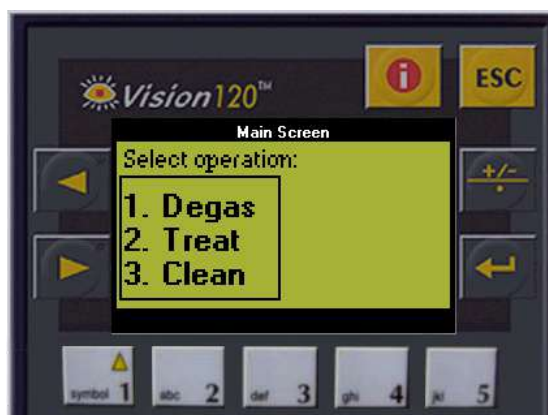 Vision120™
ESC
Main Screen
Select operation:
1. Degas
2. Treat
3. Clean
+/-
symbol 1
abc 2
def 3
ghi 4
jkl 5